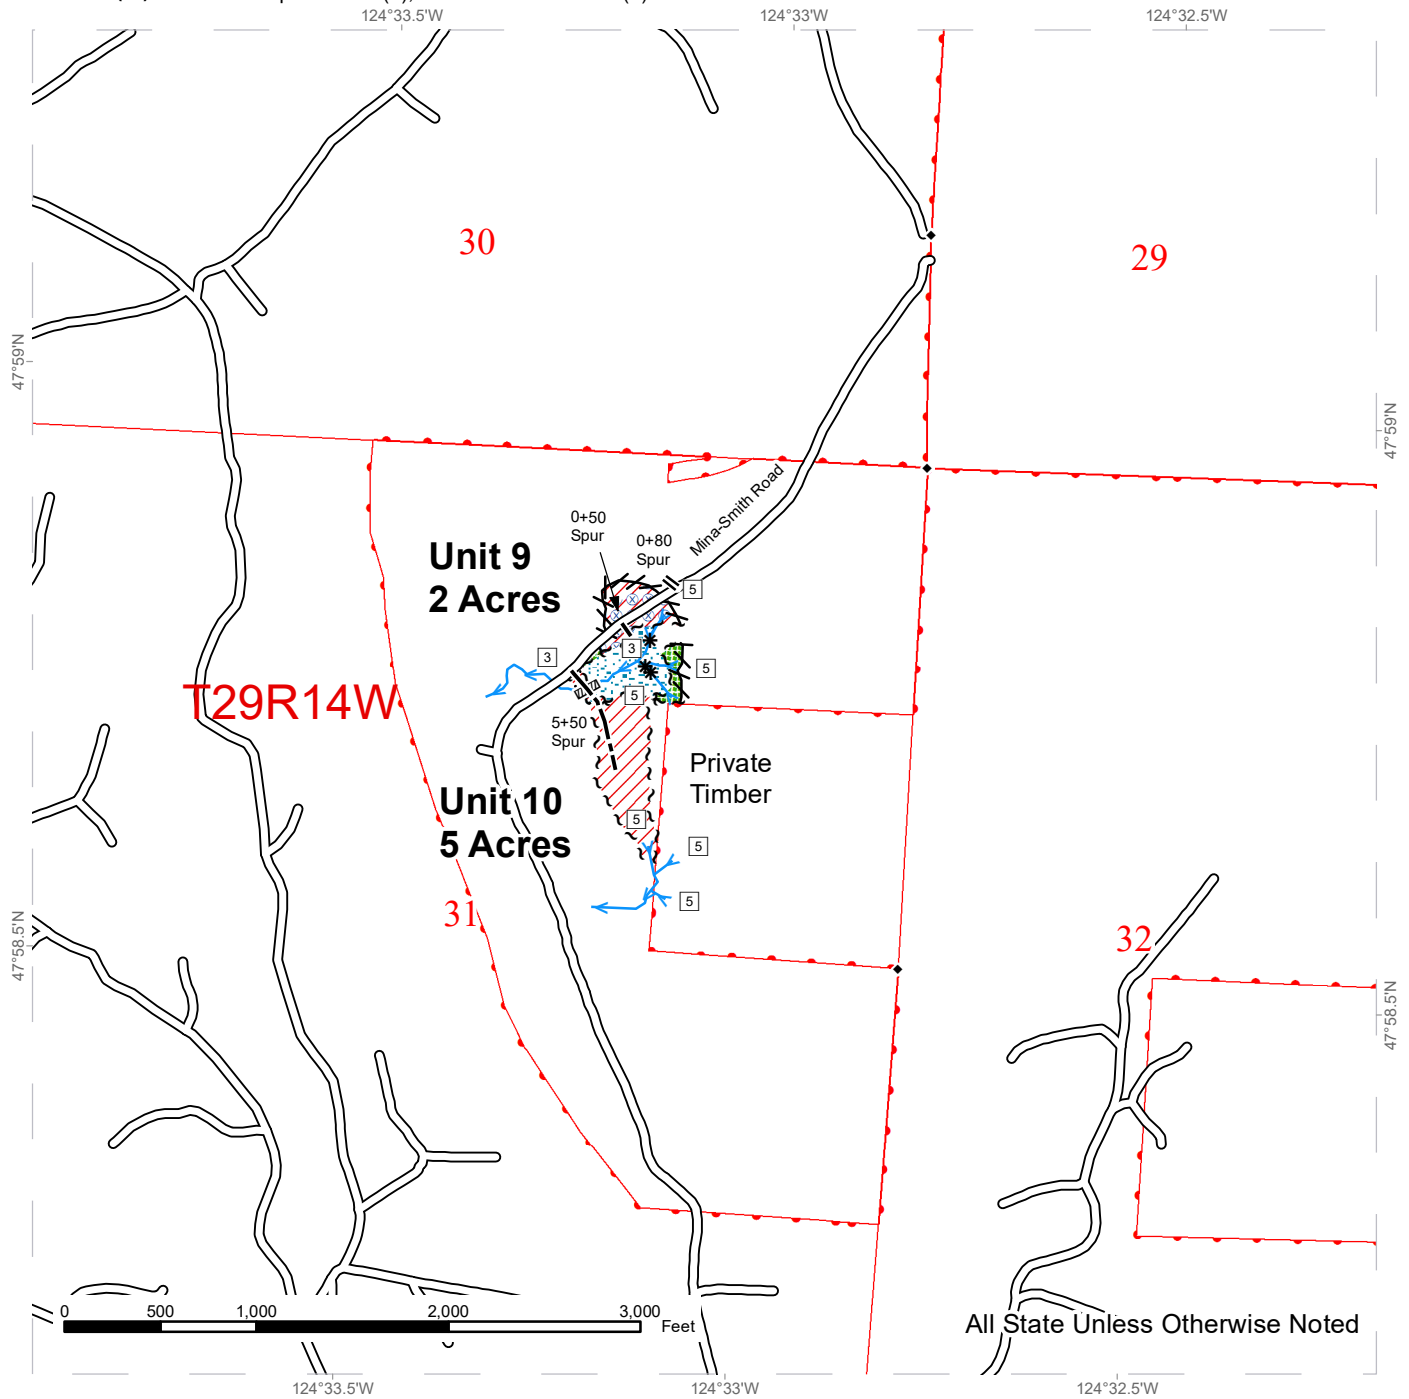 124°33.5'W
124°33'W
124°32.5'W
30
29
47°59'N
47°59'N
Mina-Smith Road
0+50
Spur
0+80
Spur
Unit 9
2 Acres
5
3
3
5
5
T29R14W
5+50
Spur
Private
Timber
Unit 10
5 Acres
5
5
5
31
32
47°58.5'N
47°58.5'N
0
500
1,000
2,000
3,000
Feet
All State Unless Otherwise Noted
124°33.5'W
124°33'W
124°32.5'W